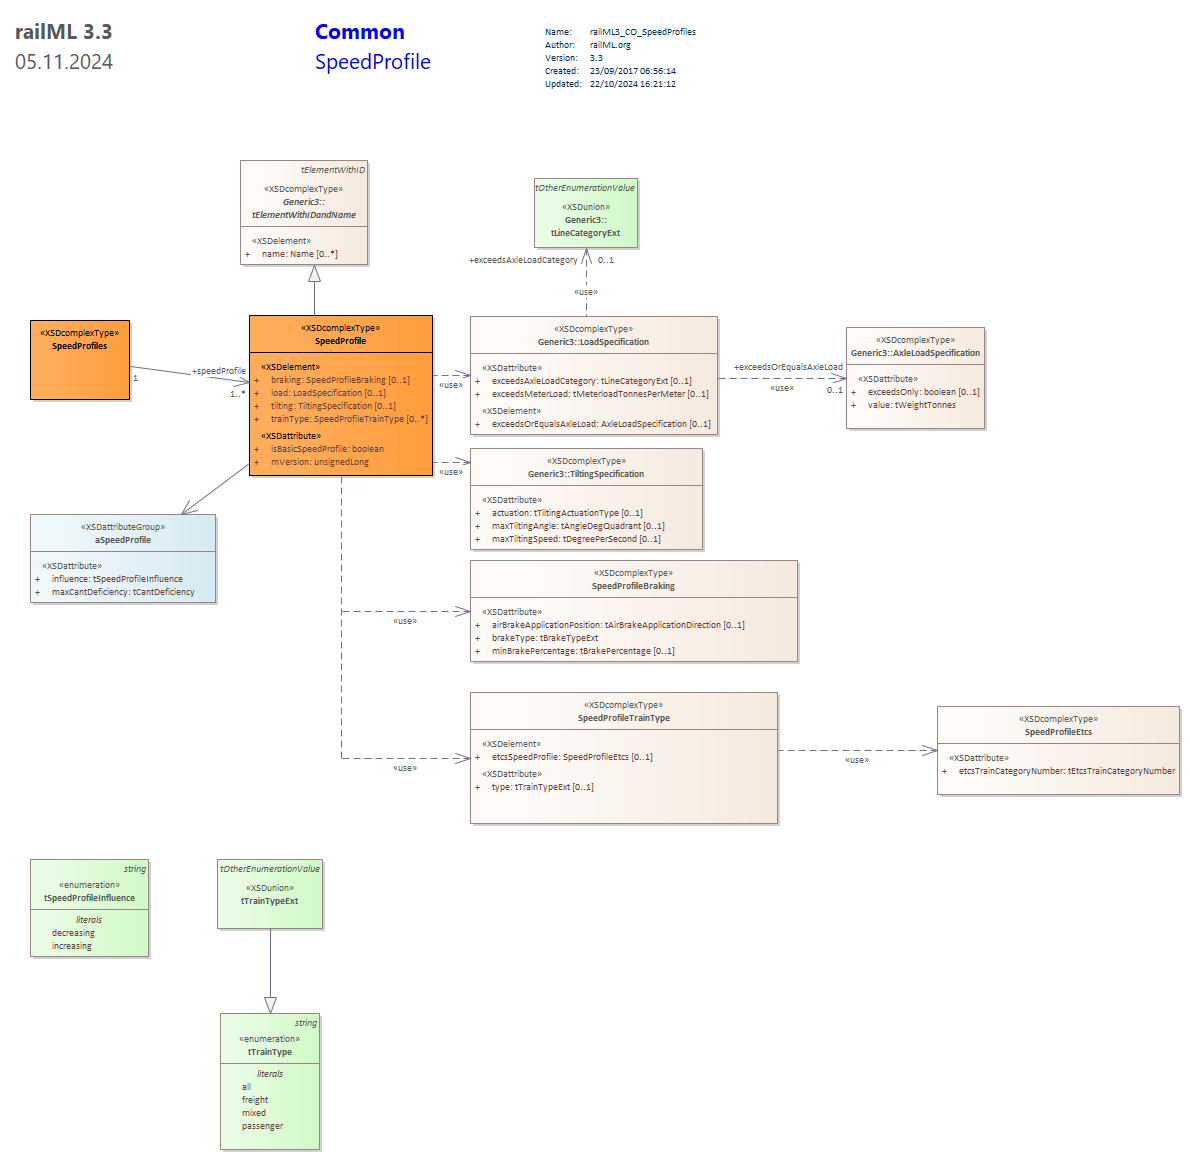 railML 3.3
05.11.2024
Common
SpeedProfile
Name: railML3_CO_SpeedProfiles
Author: railML.org
Version: 3.3
Created: 23/09/2017 06:56:14
Updated: 22/10/2024 16:21:12
tElementWithID
«XSDcomplexType»
Generic3::
tElementWithIDandName
«XSDelement»
+ name: Name [0..*]
tOtherEnumerationValue
«XSDunion»
Generic3::
tLineCategoryExt
+exceedsAxleLoadCategory 0..1
«use»
«XSDcomplexType»
SpeedProfiles
1
+speedProfile
1..*
«XSDcomplexType»
SpeedProfile
«XSDelement»
+ braking: SpeedProfileBraking [0..1]
+ load: LoadSpecification [0..1]
+ tilting: TiltingSpecification [0..1]
+ trainType: SpeedProfileTrainType [0..*]
«XSDattribute»
+ isBasicSpeedProfile: boolean
+ mVersion: unsignedLong
«use»
«use»
«XSDcomplexType»
Generic3::LoadSpecification
«XSDattribute»
+ exceedsAxleLoadCategory: tLineCategoryExt [0..1]
+ exceedsMeterLoad: tMeterloadTonnesPerMeter [0..1]
«XSDelement»
+ exceedsOrEqualsAxleLoad: AxleLoadSpecification [0..1]
+exceedsOrEqualsAxleLoad
«use»
0..1
«XSDcomplexType»
Generic3::AxleLoadSpecification
«XSDattribute»
+ exceedsOnly: boolean [0..1]
+ value: tWeightTonnes
«XSDcomplexType»
Generic3::TiltingSpecification
«XSDattribute»
+ actuation: tTiltingActuationType [0..1]
+ maxTiltingAngle: tAngleDegQuadrant [0..1]
+ maxTiltingSpeed: tDegreePerSecond [0..1]
«XSDattributeGroup»
aSpeedProfile
«XSDattribute»
+ influence: tSpeedProfileInfluence
+ maxCantDeficiency: tCantDeficiency
«use»
«XSDcomplexType»
SpeedProfileBraking
«XSDattribute»
+ airBrakeApplicationPosition: tAirBrakeApplicationDirection [0..1]
+ brakeType: tBrakeTypeExt
+ minBrakePercentage: tBrakePercentage [0..1]
«use»
«XSDcomplexType»
SpeedProfileTrainType
«XSDelement»
+ etcsSpeedProfile: SpeedProfileEtcs [0..1]
«XSDattribute»
+ type: tTrainTypeExt [0..1]
«use»
«XSDcomplexType»
SpeedProfileEtcs
«XSDattribute»
+ etcsTrainCategoryNumber: tEtcsTrainCategoryNumber
string
«enumeration»
tSpeedProfileInfluence
literals
decreasing
increasing
tOtherEnumerationValue
«XSDunion»
tTrainTypeExt
string
«enumeration»
tTrainType
literals
all
freight
mixed
passenger